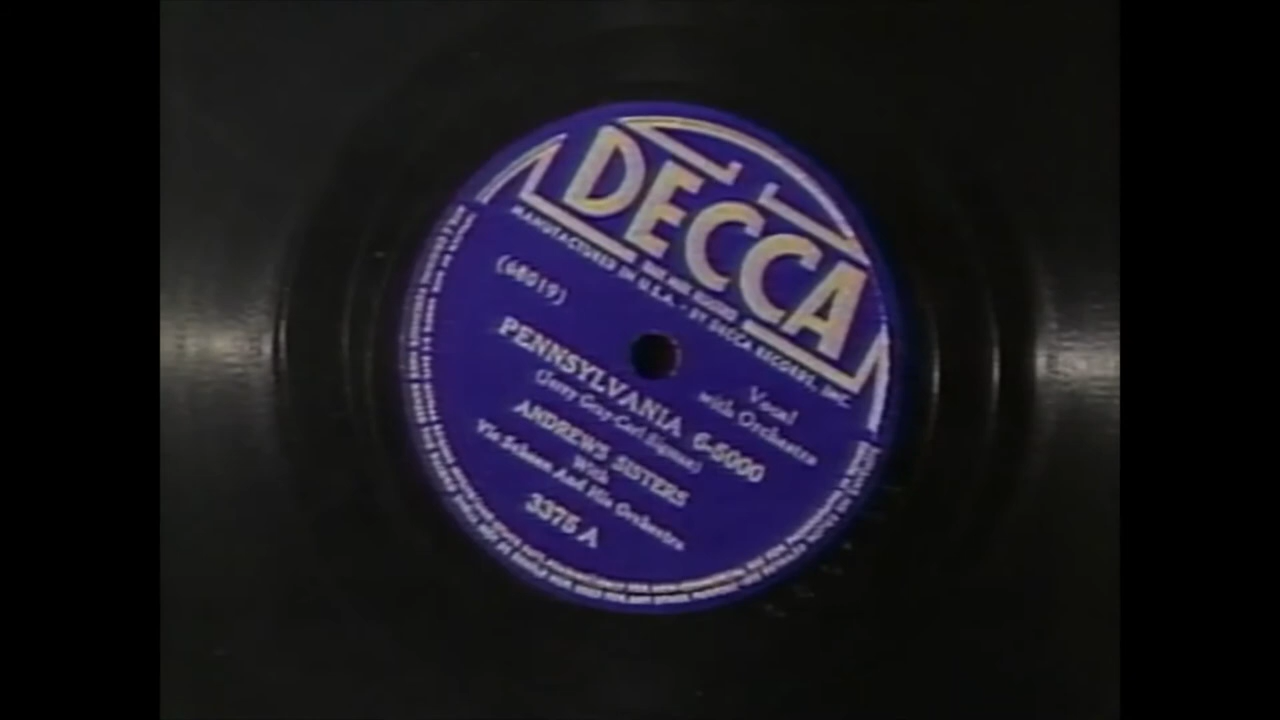 DECCA
MANUFACTURED IN U.S.A. BY DECCA RECORDS, INC.
(68019)
Vocal
with Orchestra
PENNSYLVANIA 6-5000
(Jerry Gray-Carl Sigman)
ANDREWS SISTERS
With
Vic Schoen And His Orchestra
3375 A